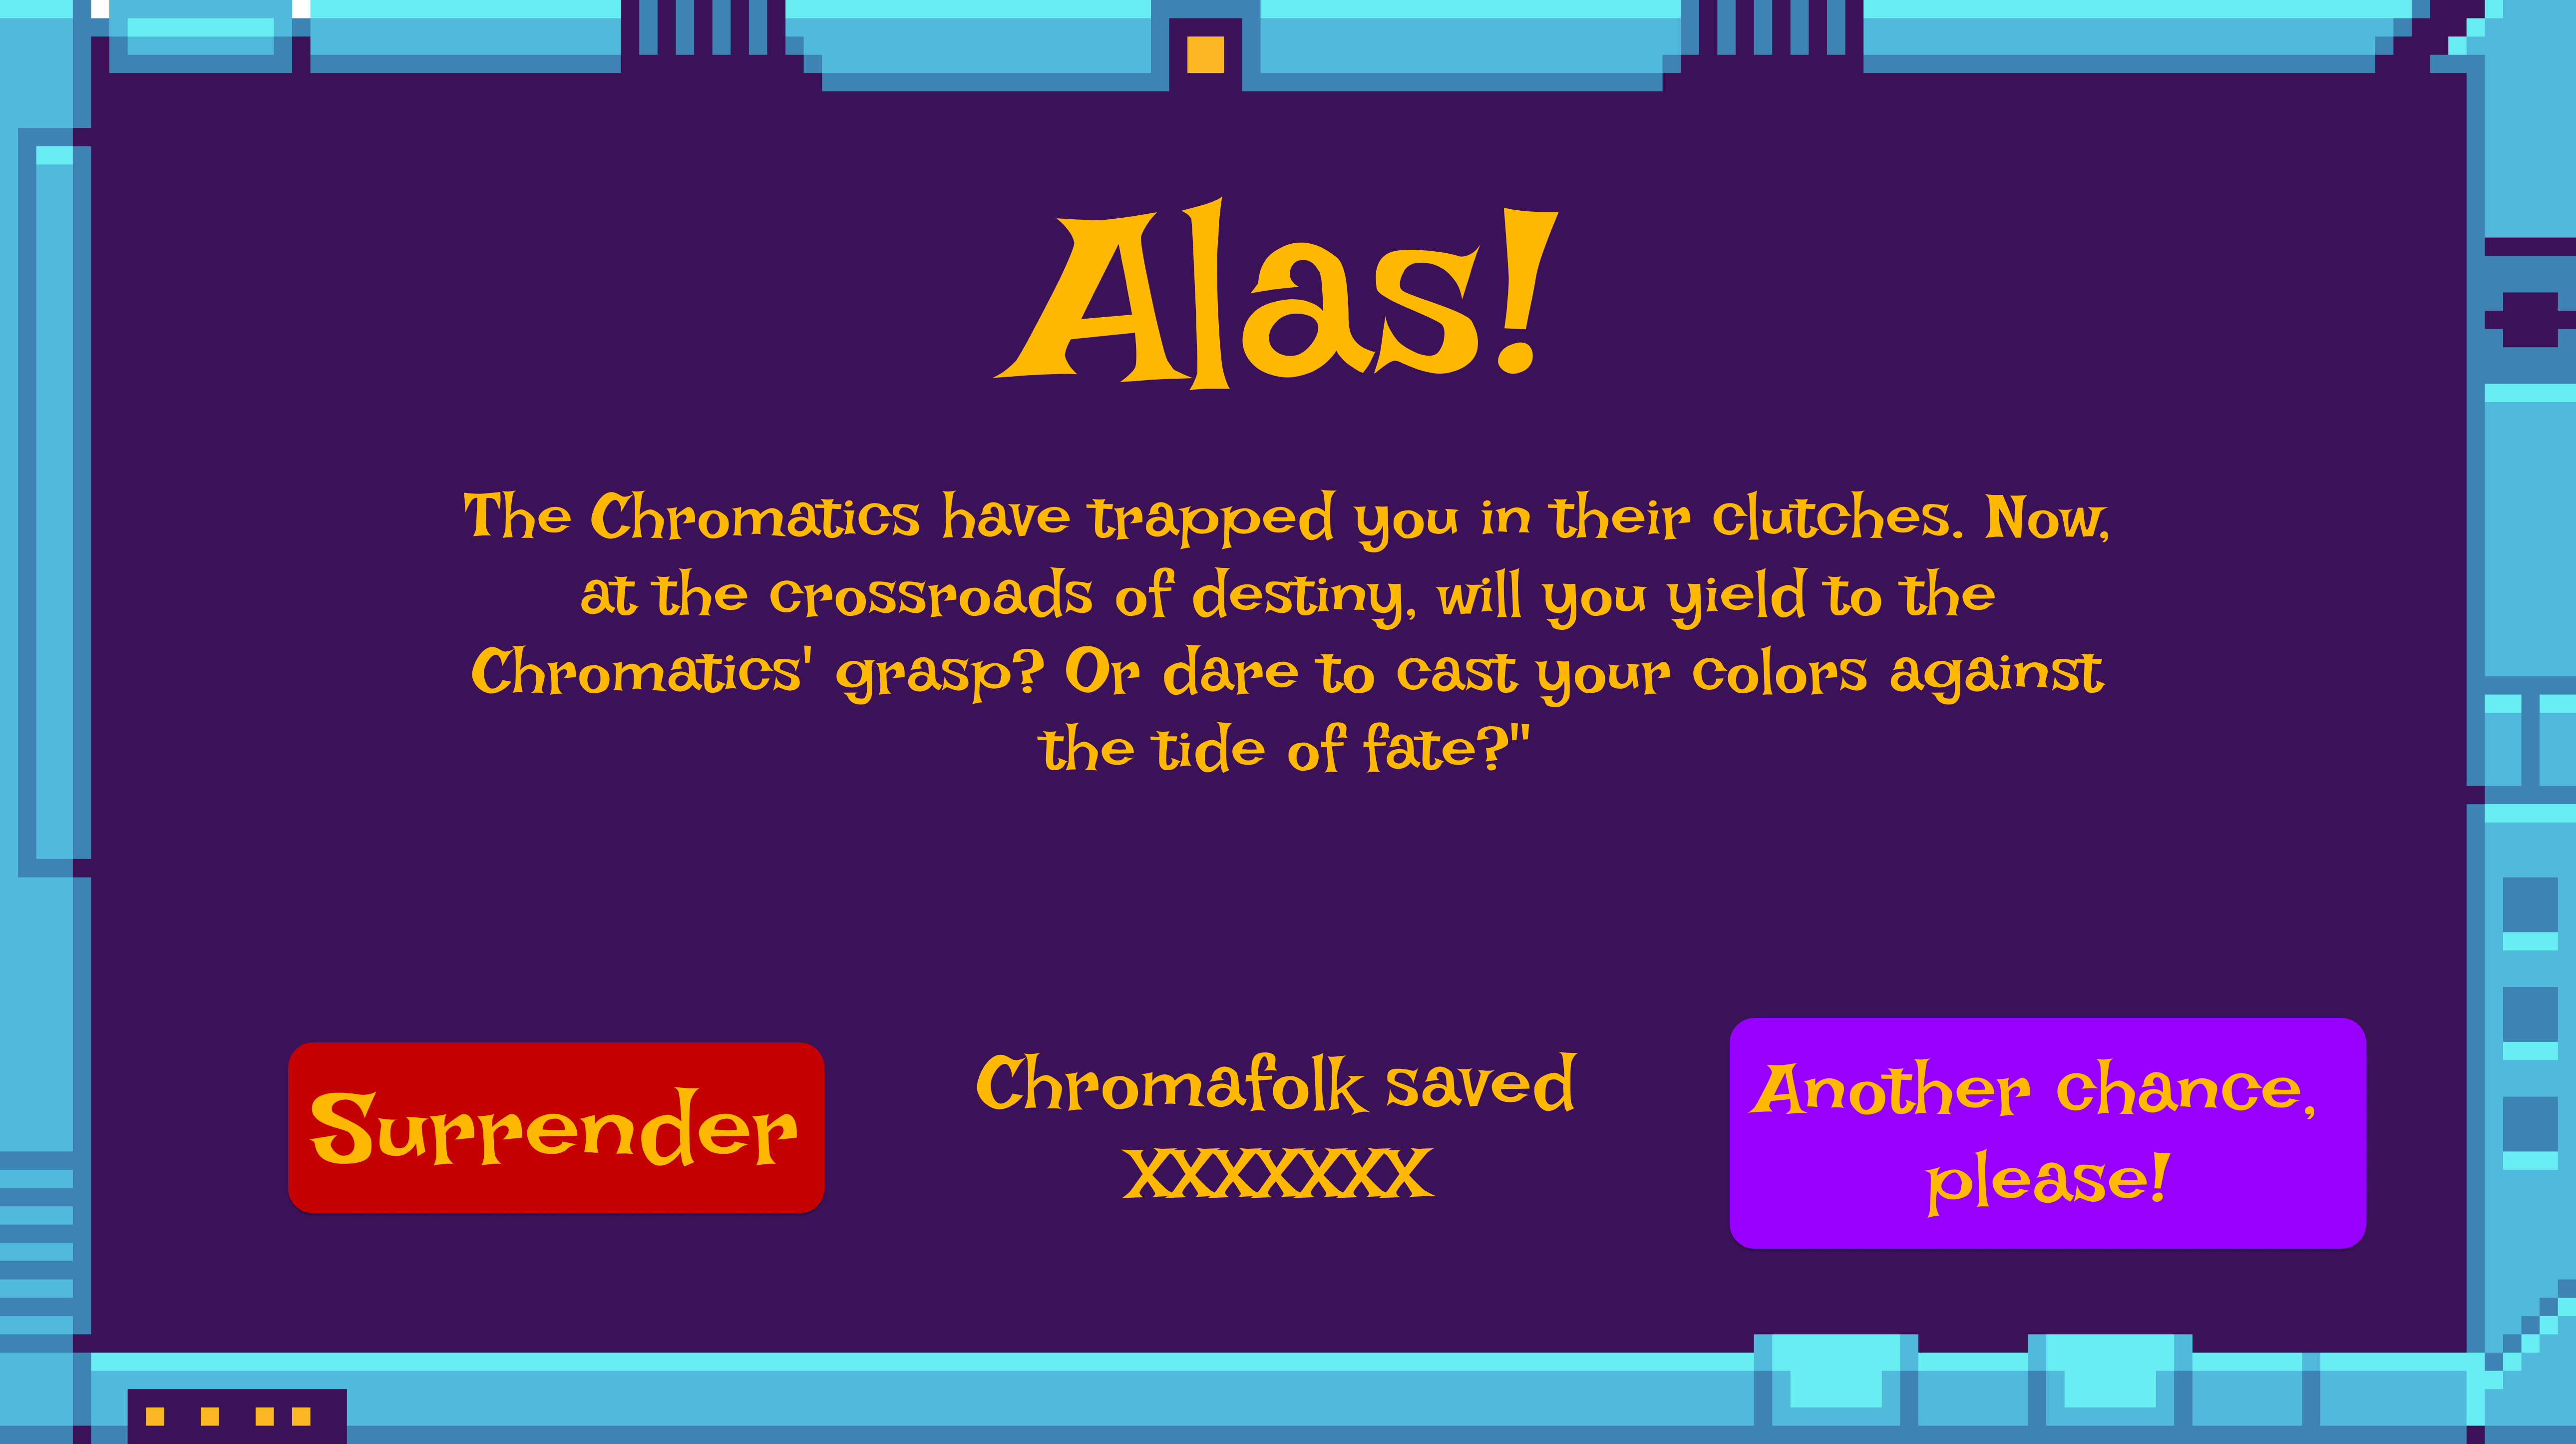 Alas!
The Chromatics have trapped you in their clutches. Now,
at the crossroads of destiny, will you yield to the
Chromatics' grasp? Or dare to cast your colors against
the tide of fate?"
Surrender
Chromafolk saved
XXXXXXX
Another chance,
please!